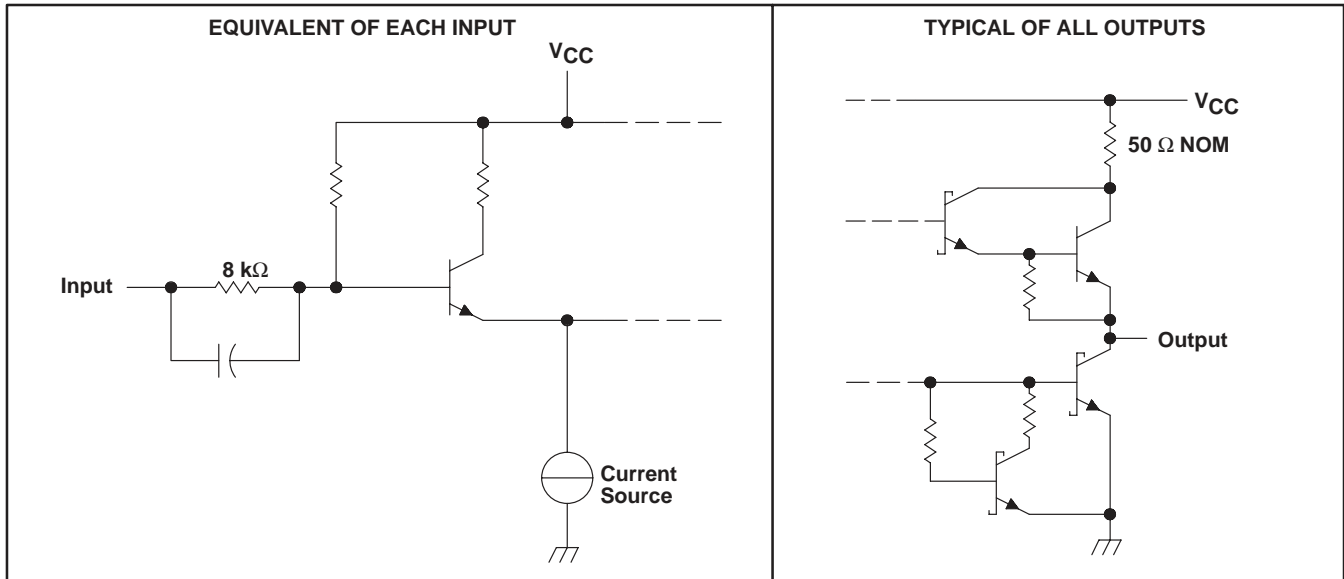 EQUIVALENT OF EACH INPUT
VCC
8 kΩ
Input
Current
Source
TYPICAL OF ALL OUTPUTS
VCC
50 Ω NOM
Output